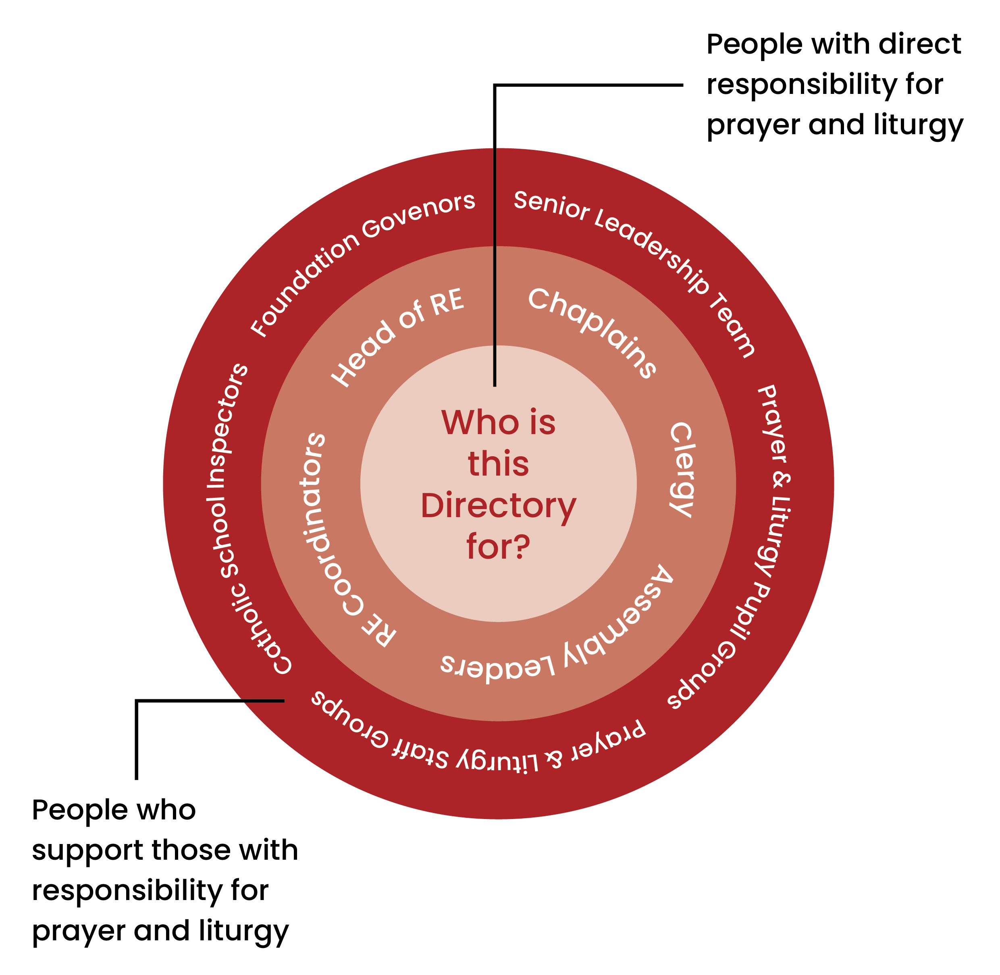 People with direct
responsibility for
prayer and liturgy
Foundation Govenors
Senior Leadership Team
Prayer & Liturgy Pupil Groups
Prayer & Liturgy Staff Groups
Catholic School Inspectors
Head of RE
Chaplains
Clergy
Assembly Leaders
RE Coordinators
Who is
this
Directory
for?
People who
support those with
responsibility for
prayer and liturgy